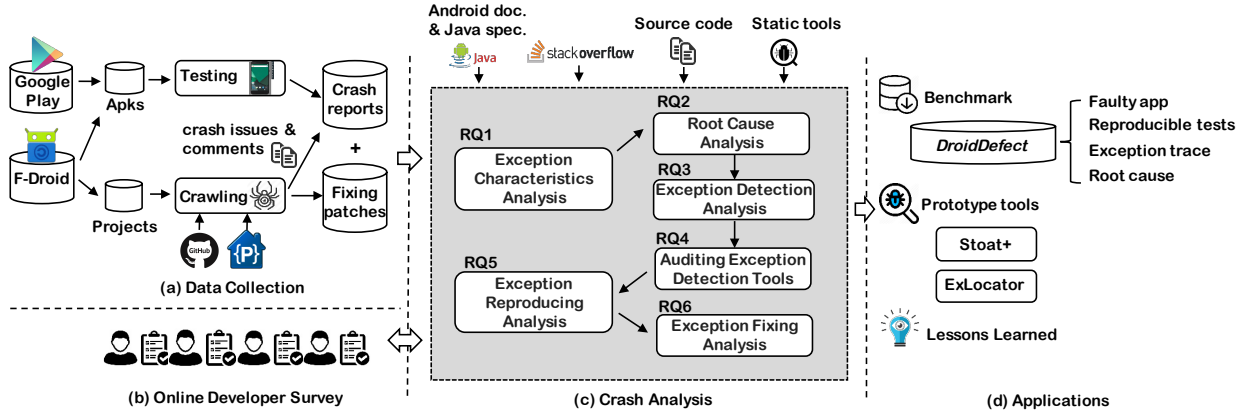 Google
Play
Apks
Testing
Crash
reports
+
crash issues &
comments
F-Droid
Projects
Crawling
Fixing
patches
GitHub
{P}
(a) Data Collection
(b) Online Developer Survey
Android doc.
& Java spec.
Java
stackoverflow
Source code
Static tools
RQ1
Exception
Characteristics
Analysis
RQ2
Root Cause
Analysis
RQ3
Exception Detection
Analysis
RQ4
Auditing Exception
Detection Tools
RQ5
Exception
Reproducing
Analysis
RQ6
Exception Fixing
Analysis
(c) Crash Analysis
Benchmark
DroidDefect
Faulty app
Reproducible tests
Exception trace
Root cause
Prototype tools
Stoat+
ExLocator
Lessons Learned
(d) Applications